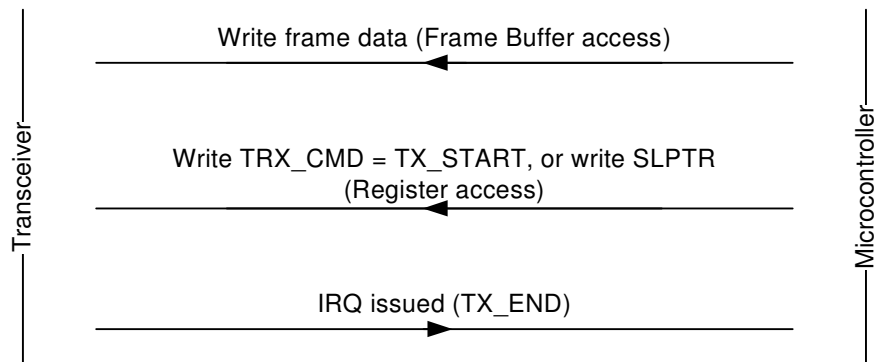 Write frame data (Frame Buffer access)
Write TRX_CMD = TX_START, or write SLPTR
(Register access)
IRQ issued (TX_END)
Transceiver
Microcontroller